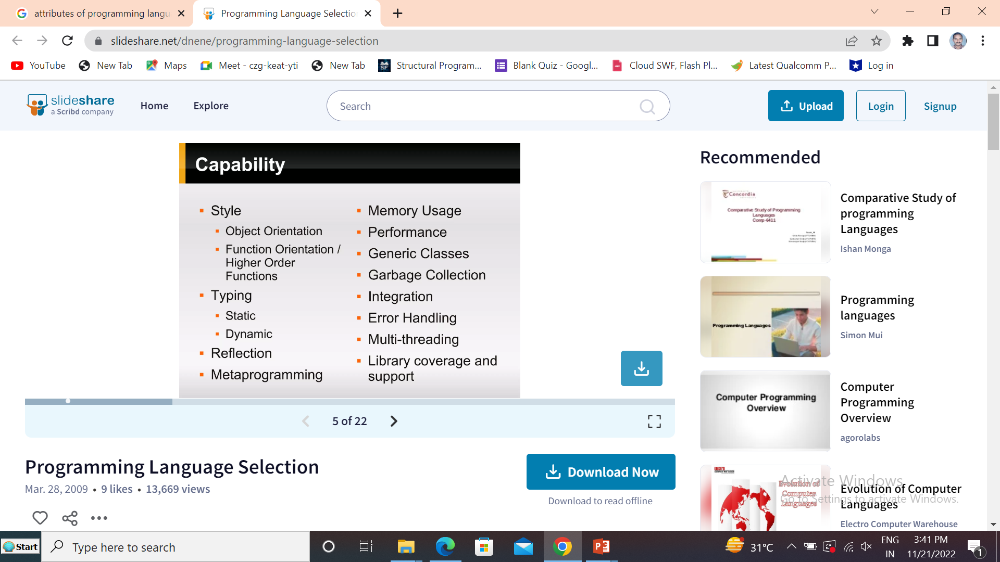 attributes of programming langu
Programming Language Selectio
slideshare.net/dnene/programming-language-selection
YouTube
New Tab
Maps
Meet - czg-keat-yti
New Tab
Structural Program...
Blank Quiz - Googl...
Cloud SWF, Flash Pl...
Latest Qualcomm P...
Log in
slideshare
a Scribd company
Home
Explore
Search
Upload
Login
Signup
Capability
Style
Object Orientation
Function Orientation /
Higher Order
Functions
Typing
Static
Dynamic
Reflection
Metaprogramming
Memory Usage
Performance
Generic Classes
Garbage Collection
Integration
Error Handling
Multi-threading
Library coverage and
support
5 of 22
Programming Language Selection
Mar. 28, 2009 • 9 likes • 13,669 views
Download Now
Download to read offline
Recommended
Concordia
Comparative Study of Programming
Languages
Comp-6411
Comparative Study of
programming
Languages
Ishan Monga
Programming Languages
Programming
languages
Simon Mui
Computer Programming
Overview
Computer
Programming
Overview
agorolabs
Evolution of
Computer
Languages
Evolution of Computer
Languages
Electro Computer Warehouse
Activate Windows
Go to Settings to activate Windows.
Start
Type here to search
31°C
ENG
IN
3:41 PM
11/21/2022
1